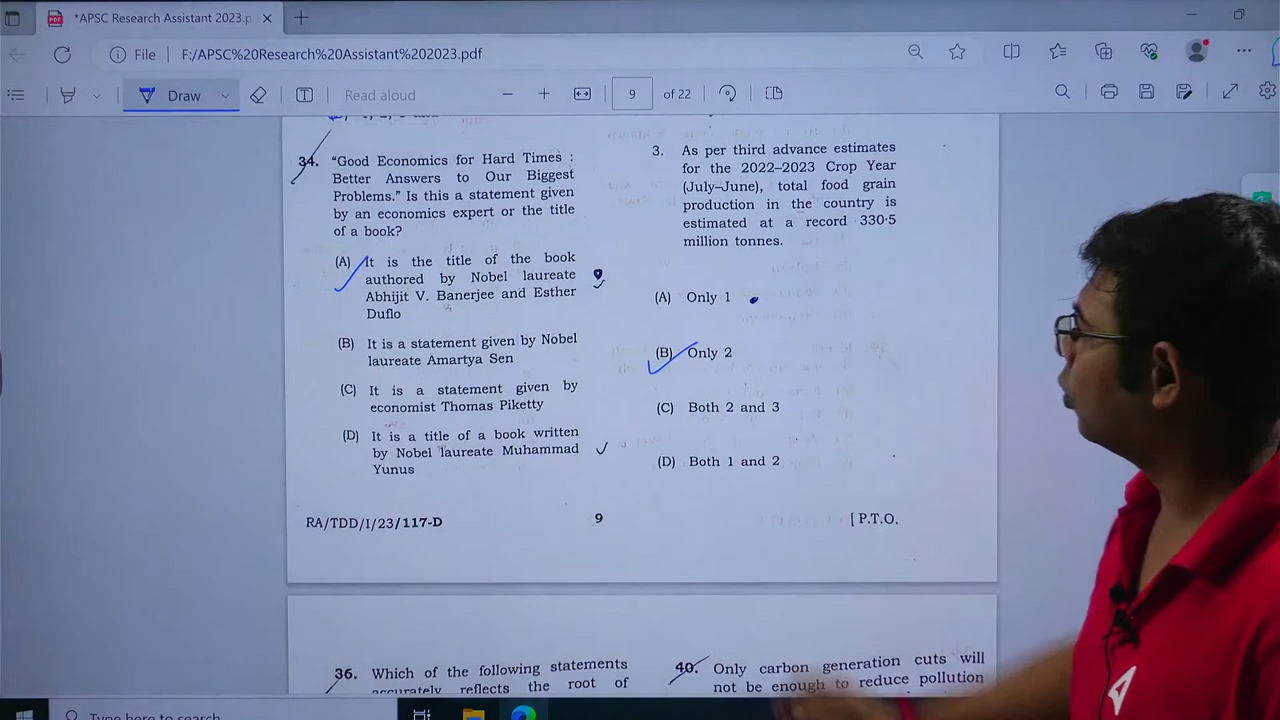 *APSC Research Assistant 2023.p
File
F:/APSC%20Research%20Assistant%202023.pdf
Draw
Read aloud
9
of 22
34. "Good Economics for Hard Times :
Better Answers to Our Biggest
Problems." Is this a statement given
by an economics expert or the title
of a book?
(A) It is the title of the book
authored by Nobel laureate
Abhijit V. Banerjee and Esther
Duflo
(B) It is a statement given by Nobel
laureate Amartya Sen
(C) It is a statement given by
economist Thomas Piketty
(D) It is a title of a book written
by Nobel laureate Muhammad
Yunus
RA/TDD/I/23/117-D
3. As per third advance estimates
for the 2022–2023 Crop Year
(July–June), total food grain
production in the country is
estimated at a record 330·5
million tonnes.
(A) Only 1
(B) Only 2
(C) Both 2 and 3
(D) Both 1 and 2
9
[ P.T.O.
36. Which of the following statements
accurately reflects the root of
40. Only carbon generation cuts will
not be enough to reduce pollution
Type here to search